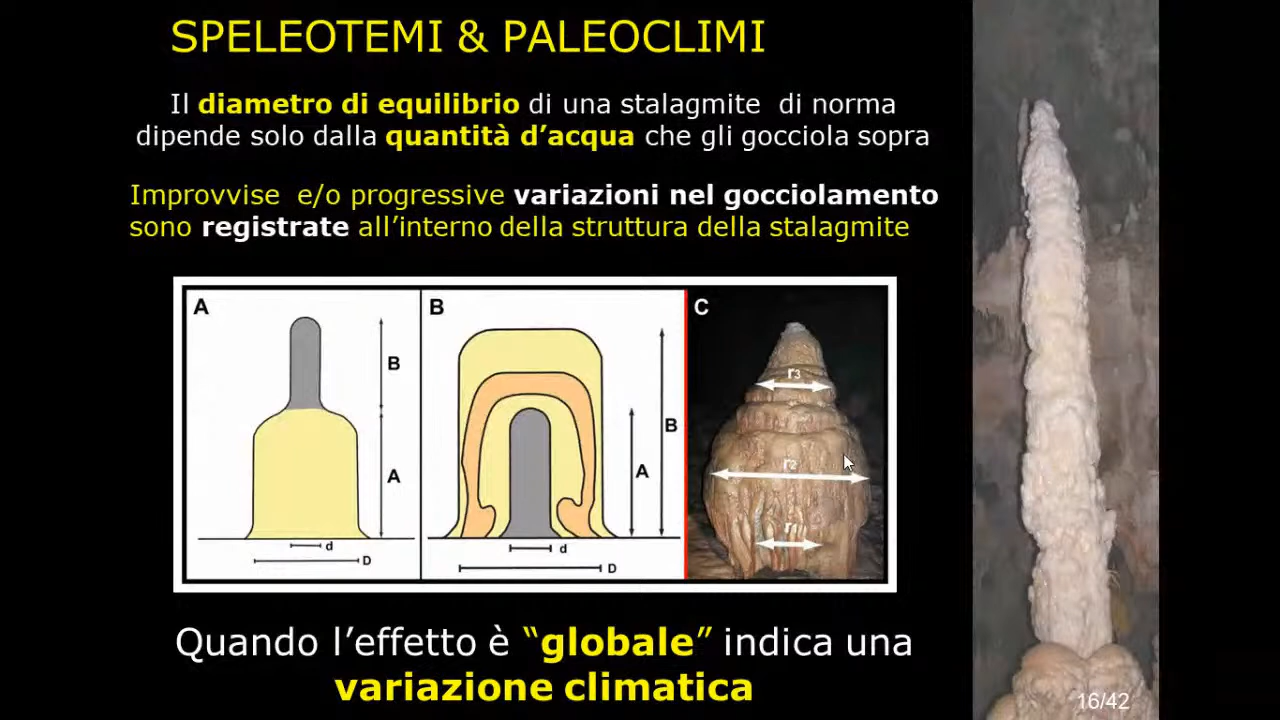 SPELEOTEMI & PALEOCLIMI
Il diametro di equilibrio di una stalagmite di norma
dipende solo dalla quantità d’acqua che gli gocciola sopra
Improvvise e/o progressive variazioni nel gocciolamento
sono registrate all’interno della struttura della stalagmite
A
B
A
d
D
B
B
A
d
D
C
r3
r2
r1
Quando l’effetto è “globale” indica una
variazione climatica
16/42